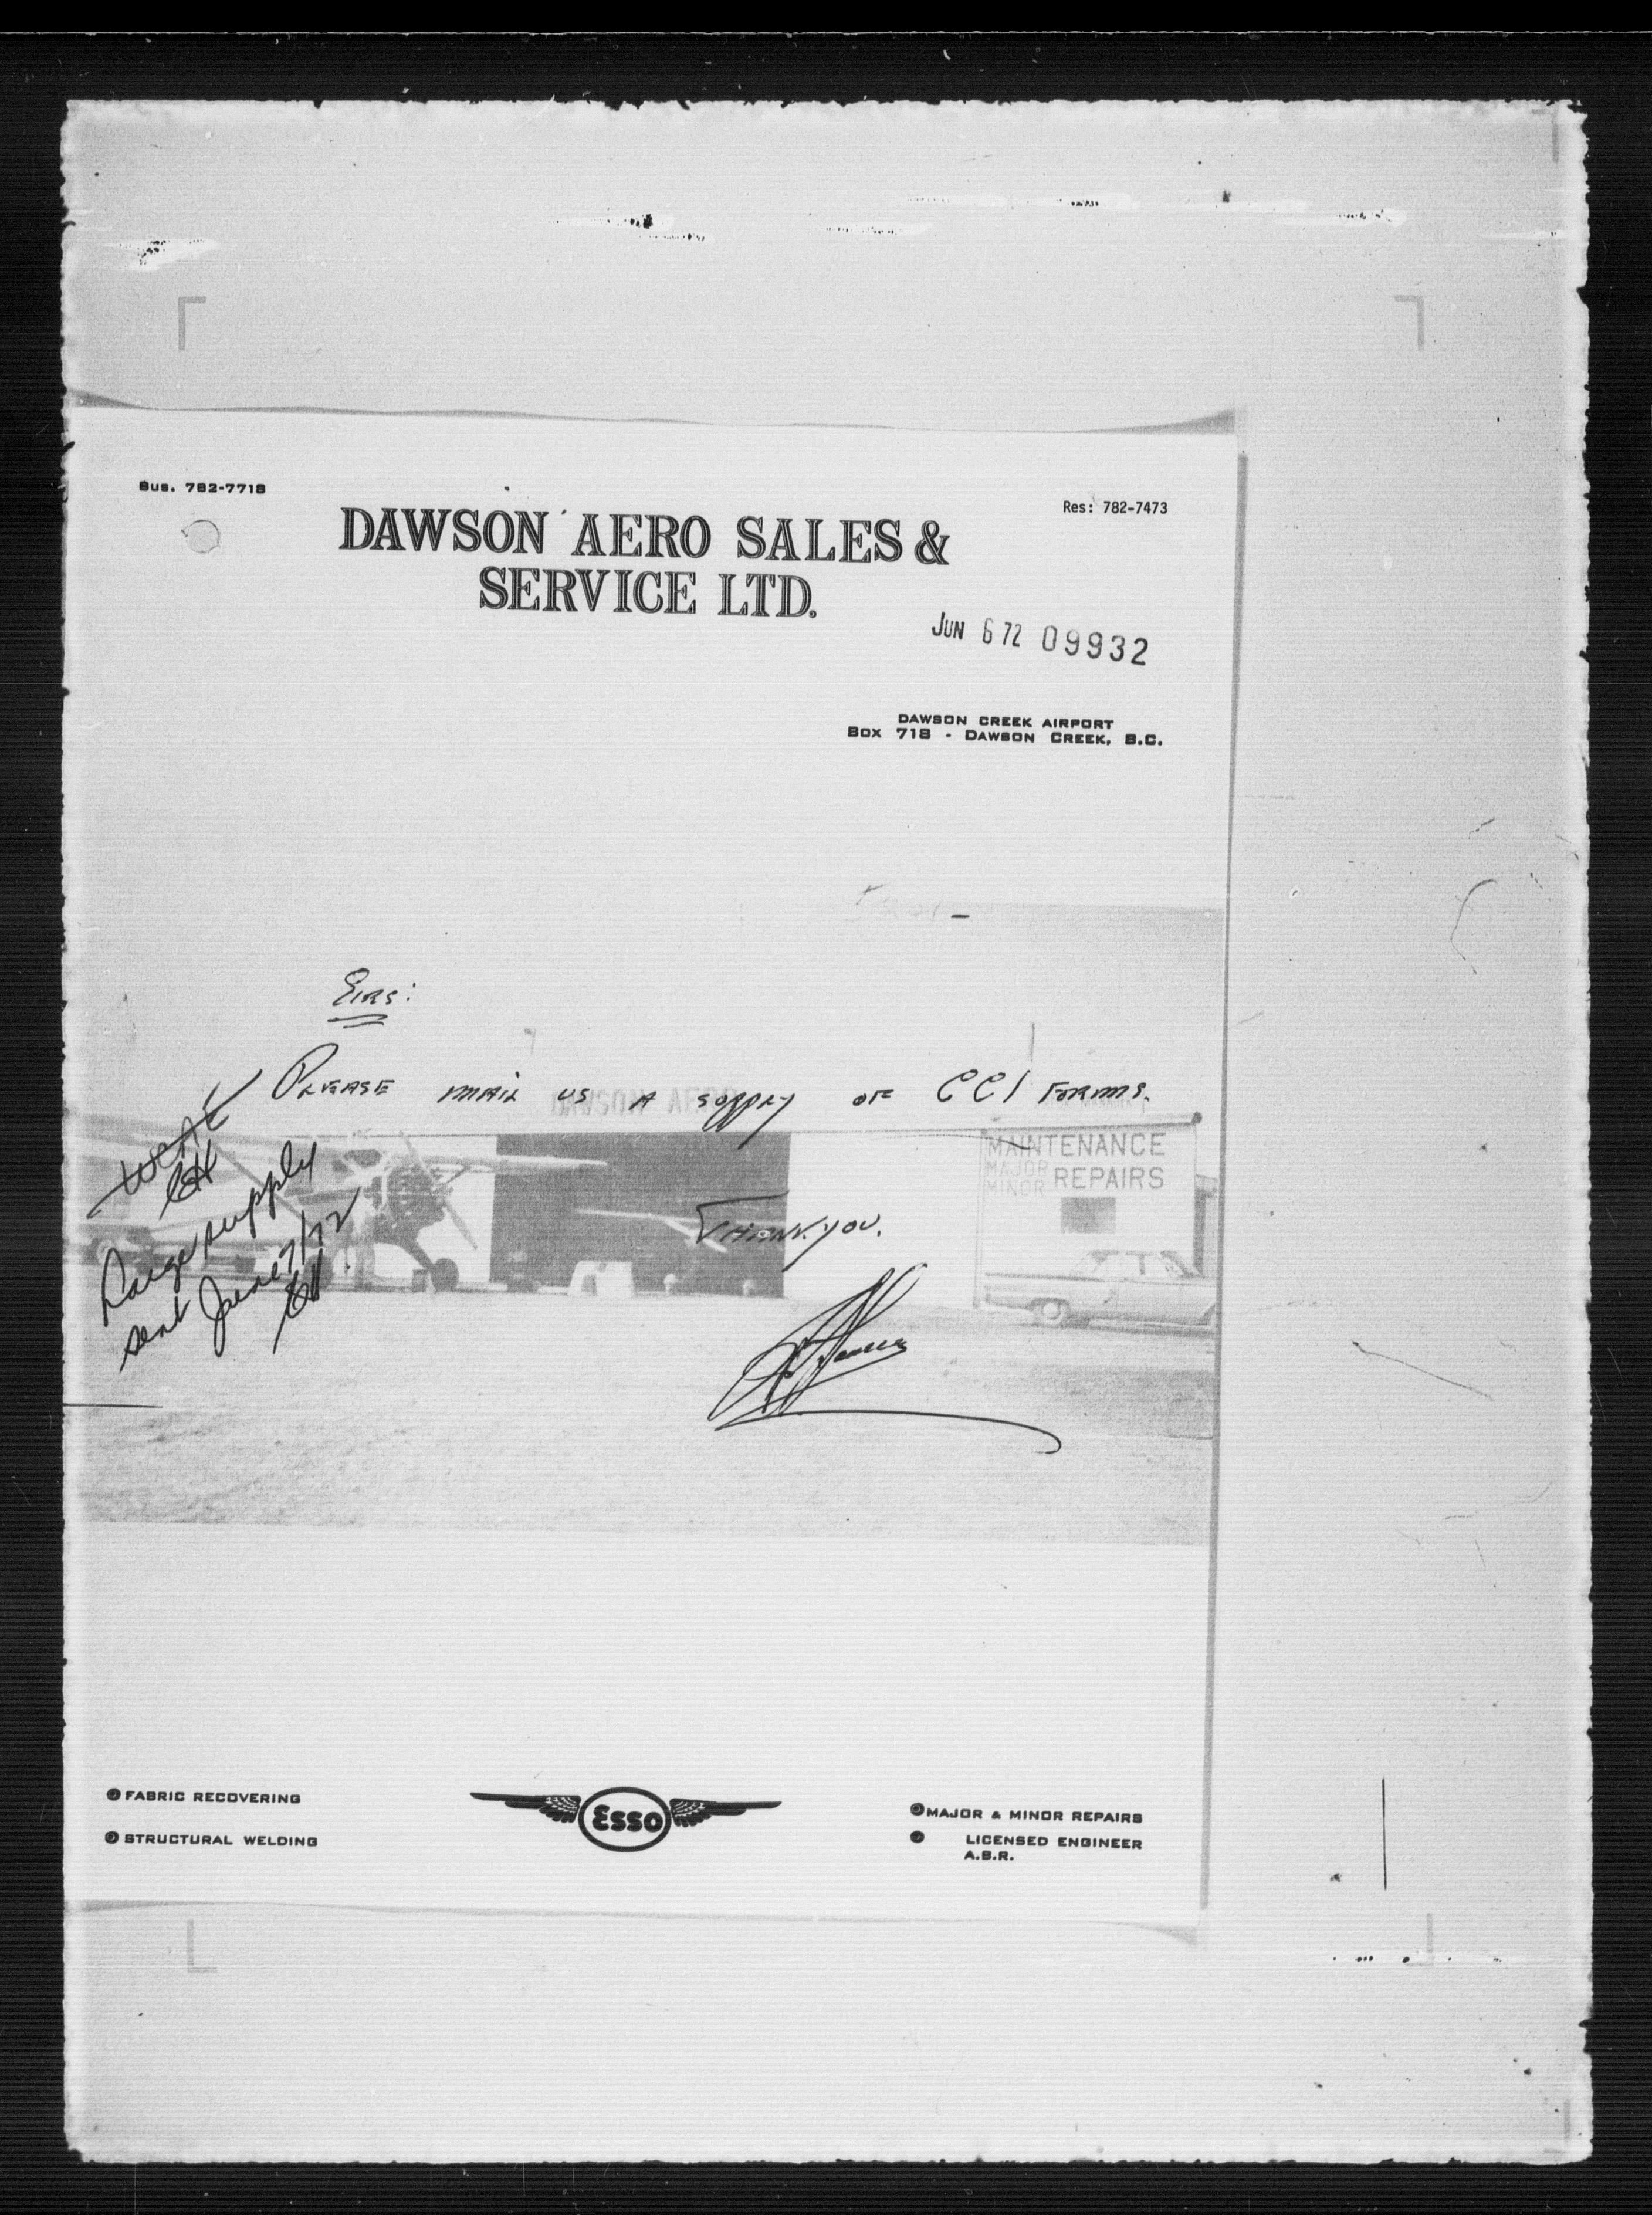 Bus. 782-7718
Res: 782-7473
DAWSON AERO SALES &
SERVICE LTD.
JUN 6 72 09932
DAWSON CREEK AIRPORT
BOX 718 - DAWSON CREEK, B.C.
SIRS:
PLEASE MAIL US A SUPPLY OF CCI FORMS.
DAWSON AERO
MAINTENANCE
MAJOR
MINOR REPAIRS
THANK YOU.
Large supply
sent June 7/72
FABRIC RECOVERING
STRUCTURAL WELDING
Esso
MAJOR & MINOR REPAIRS
LICENSED ENGINEER
A.B.R.